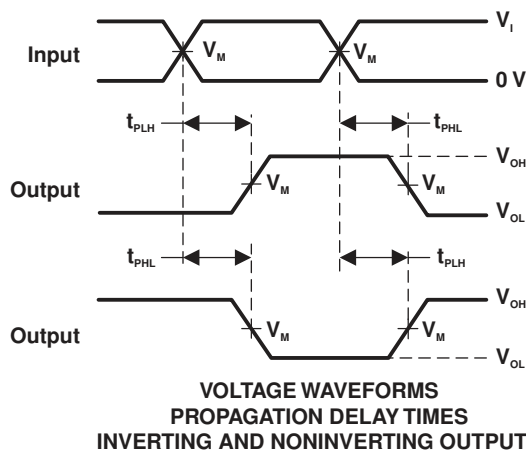 V_I
Input V_M V_M
0 V
t_PLH t_PHL
V_OH
Output V_M V_M
V_OL
t_PHL t_PLH
V_OH
Output V_M V_M
V_OL
VOLTAGE WAVEFORMS
PROPAGATION DELAY TIMES
INVERTING AND NONINVERTING OUTPUT